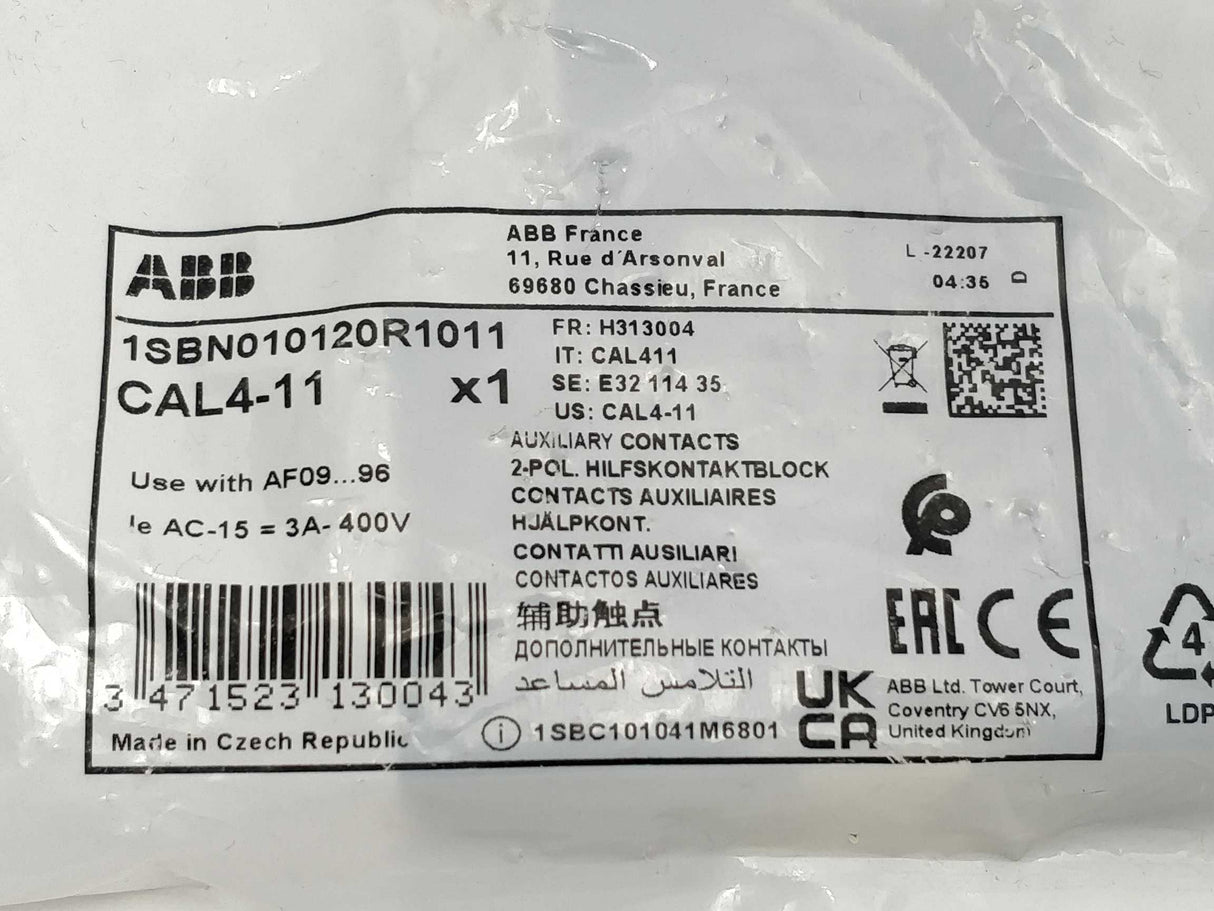 ABB
ABB France
11, Rue d'Arsonval
69680 Chassieu, France
L -22207
04:35 D
1SBN010120R1011
CAL4-11 x1
FR: H313004
IT: CAL411
SE: E32 114 35
US: CAL4-11
Use with AF09...96
Ie AC-15 = 3A- 400V
AUXILIARY CONTACTS
2-POL. HILFSKONTAKTBLOCK
CONTACTS AUXILIAIRES
HJÄLPKONT.
CONTATTI AUSILIARI
CONTACTOS AUXILIARES
辅助触点
ДОПОЛНИТЕЛЬНЫЕ КОНТАКТЫ
التلامس المساعد
3 471523 130043
Made in Czech Republic
i 1SBC101041M6801
EAC CE
UK
CA
ABB Ltd. Tower Court,
Coventry CV6 5NX,
United Kingdom
4
LDP